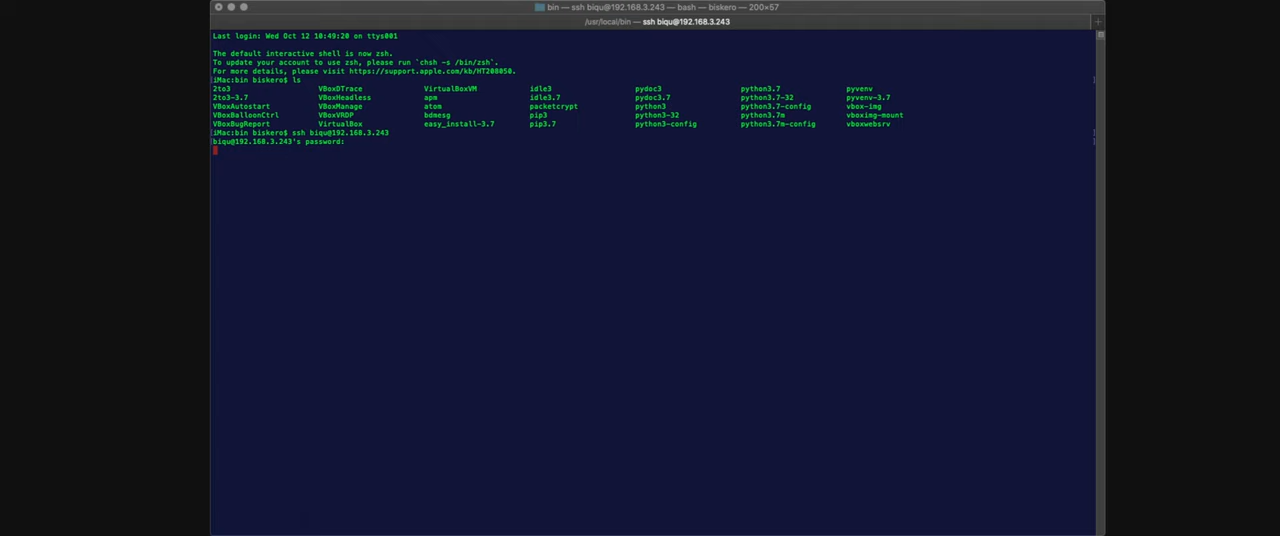 bin — ssh biqu@192.168.3.243 — bash — biskero — 200×57
/usr/local/bin — ssh biqu@192.168.3.243 +
Last login: Wed Oct 12 10:49:20 on ttys001
The default interactive shell is now zsh.
To update your account to use zsh, please run `chsh -s /bin/zsh`.
For more details, please visit https://support.apple.com/kb/HT208050.
iMac:bin biskero$ ls
2to3 VBoxDTrace VirtualBoxVM idle3 pydoc3 python3.7 pyvenv
2to3-3.7 VBoxHeadless apm idle3.7 pydoc3.7 python3.7-32 pyvenv-3.7
VBoxAutostart VBoxManage atom packetcrypt python3 python3.7-config vbox-img
VBoxBalloonCtrl VBoxVRDP bdmesg pip3 python3-32 python3.7m vboximg-mount
VBoxBugReport VirtualBox easy_install-3.7 pip3.7 python3-config python3.7m-config vboxwebsrv
iMac:bin biskero$ ssh biqu@192.168.3.243
biqu@192.168.3.243's password: